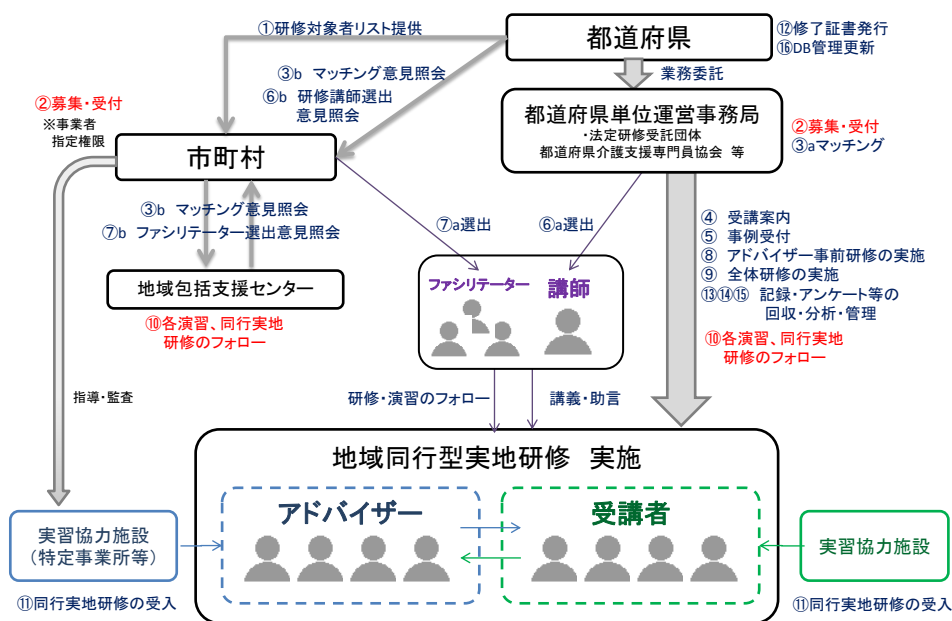 ①研修対象者リスト提供
都道府県
⑫修了証書発行
⑯DB管理更新
③b マッチング意見照会
⑥b 研修講師選出
意見照会
業務委託
②募集・受付
※事業者
指定権限
都道府県単位運営事務局
・法定研修受託団体
都道府県介護支援専門員協会 等
②募集・受付
③aマッチング
市町村
③b マッチング意見照会
⑦b ファシリテーター選出意見照会
⑦a選出
⑥a選出
④ 受講案内
⑤ 事例受付
⑧ アドバイザー事前研修の実施
⑨ 全体研修の実施
⑬⑭⑮ 記録・アンケート等の
回収・分析・管理
⑩各演習、同行実地
研修のフォロー
地域包括支援センター
⑩各演習、同行実地
研修のフォロー
ファシリテーター
講師
指導・監査
研修・演習のフォロー
講義・助言
地域同行型実地研修 実施
アドバイザー
受講者
実習協力施設
（特定事業所等）
実習協力施設
⑪同行実地研修の受入
⑪同行実地研修の受入